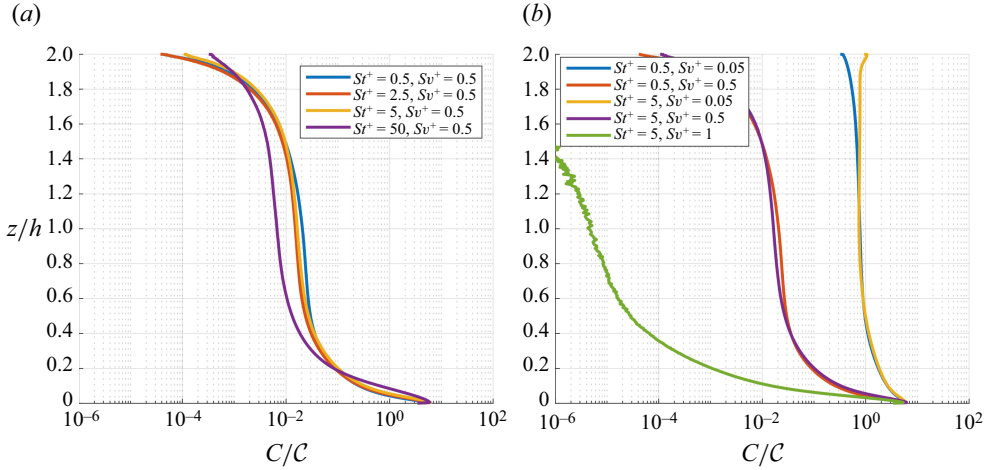 (a)
(b)
2.0
1.8
1.6
1.4
1.2
1.0
0.8
0.6
0.4
0.2
0
z/h
St⁺ = 0.5, Sv⁺ = 0.5
St⁺ = 2.5, Sv⁺ = 0.5
St⁺ = 5, Sv⁺ = 0.5
St⁺ = 50, Sv⁺ = 0.5
10⁻⁶ 10⁻⁴ 10⁻² 10⁰ 10²
C/𝒞
2.0
1.8
1.6
1.4
1.2
1.0
0.8
0.6
0.4
0.2
0
St⁺ = 0.5, Sv⁺ = 0.05
St⁺ = 0.5, Sv⁺ = 0.5
St⁺ = 5, Sv⁺ = 0.05
St⁺ = 5, Sv⁺ = 0.5
St⁺ = 5, Sv⁺ = 1
10⁻⁶ 10⁻⁴ 10⁻² 10⁰ 10²
C/𝒞